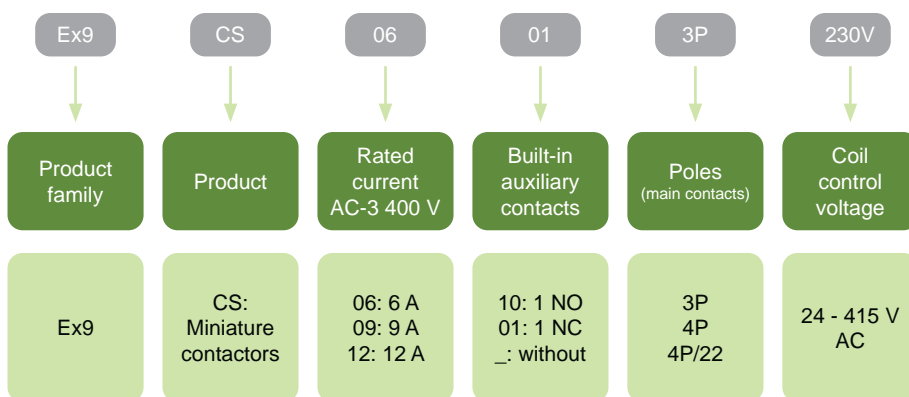 Ex9 CS 06 01 3P 230V
Product
family
Product
Rated
current
AC-3 400 V
Built-in
auxiliary
contacts
Poles
(main contacts)
Coil
control
voltage
Ex9
CS:
Miniature
contactors
06: 6 A
09: 9 A
12: 12 A
10: 1 NO
01: 1 NC
_: without
3P
4P
4P/22
24 - 415 V
AC